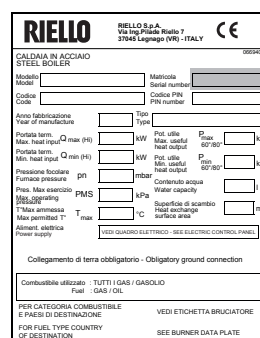 RIELLO
RIELLO S.p.A.
Via Ing.Pilade Riello 7
37045 Legnago (VR) - ITALY
CE
CALDAIA IN ACCIAIO
STEEL BOILER
Modello
Model
Matricola
Serial number
Codice
Code
Codice PIN
PIN number
Anno fabbricazione
Year of manufacture
Tipo
Type
Portata term.
Max. heat input Q max (Hi) kW
Pot. utile
Max. useful
heat output
P max
60°/80°
Portata term.
Min. heat input Q min (Hi) kW
Pot. utile
Min. useful
heat output
P min
60°/80°
Pressione focolare
Furnace pressure pn mbar
Contenuto acqua
Water capacity l
Pres. Max esercizio
Max. operating
pressure PMS kPa
Superficie di scambio
Heat exchange
surface area
T°Max ammessa
Max permitted T° T max °C
Aliment. elettrica
Power supply
VEDI QUADRO ELETTRICO - SEE ELECTRIC CONTROL PANEL
Collegamento di terra obbligatorio - Obligatory ground connection
Combustibile utilizzato : TUTTI I GAS / GASOLIO
Fuel : GAS / OIL
PER CATEGORIA COMBUSTIBILE
E PAESI DI DESTINAZIONE
VEDI ETICHETTA BRUCIATORE
FOR FUEL TYPE COUNTRY
OF DESTINATION
SEE BURNER DATA PLATE